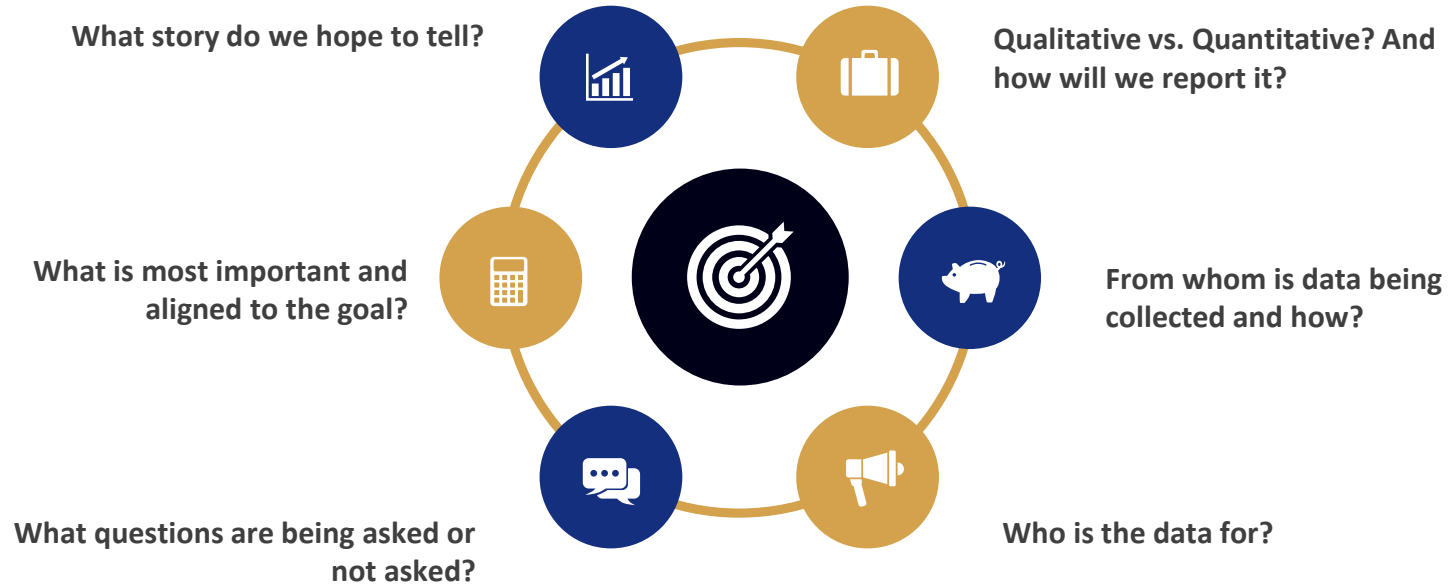 What story do we hope to tell?
Qualitative vs. Quantitative? And
how will we report it?
What is most important and
aligned to the goal?
From whom is data being
collected and how?
What questions are being asked or
not asked?
Who is the data for?